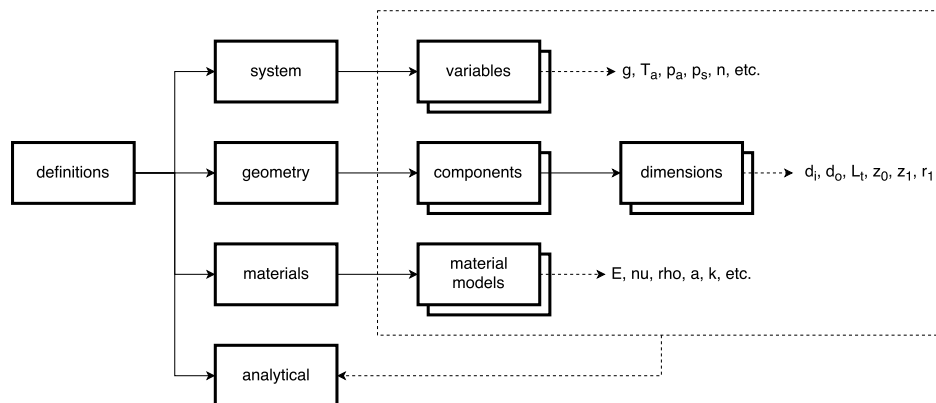 system
variables
g, Tₐ, pₐ, pₛ, n, etc.
definitions
geometry
components
dimensions
dᵢ, dₒ, Lₜ, z₀, z₁, r₁
materials
material
models
E, nu, rho, a, k, etc.
analytical